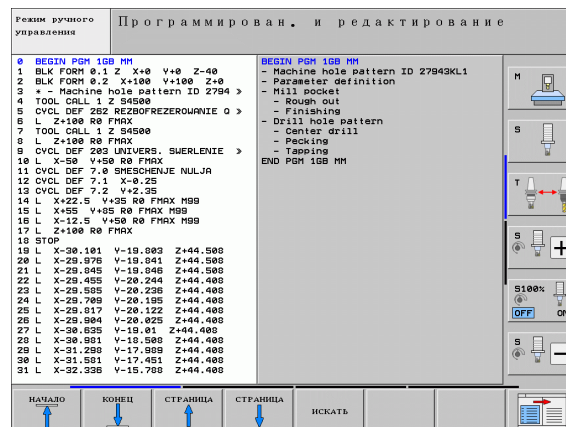 Режим ручного
управления
Программирован. и редактирование
0 BEGIN PGM 1GB MM
1 BLK FORM 0.1 Z X+0 Y+0 Z-40
2 BLK FORM 0.2 X+100 Y+100 Z+0
3 * - Machine hole pattern ID 2794 »
4 TOOL CALL 1 Z S4500
5 CYCL DEF 262 REZBOFREZEROWANIE Q »
6 L Z+100 R0 FMAX
7 TOOL CALL 1 Z S4500
8 L Z+100 R0 FMAX
9 CYCL DEF 203 UNIVERS. SWERLENIE »
10 L X-50 Y+50 R0 FMAX
11 CYCL DEF 7.0 SMESCHENJE NULJA
12 CYCL DEF 7.1 X-0.25
13 CYCL DEF 7.2 Y+2.35
14 L X+22.5 Y+35 R0 FMAX M99
15 L X+55 Y+85 R0 FMAX M99
16 L X-12.5 Y+50 R0 FMAX M99
17 L Z+100 R0 FMAX
18 STOP
19 L X-30.101 Y-19.803 Z+44.508
20 L X-29.976 Y-19.841 Z+44.508
21 L X-29.845 Y-19.846 Z+44.508
22 L X-29.455 Y-20.244 Z+44.408
23 L X-29.585 Y-20.236 Z+44.408
24 L X-29.709 Y-20.195 Z+44.408
25 L X-29.817 Y-20.122 Z+44.408
26 L X-29.904 Y-20.025 Z+44.408
27 L X-30.635 Y-19.01 Z+44.408
28 L X-30.981 Y-18.508 Z+44.408
29 L X-31.298 Y-17.989 Z+44.408
30 L X-31.581 Y-17.451 Z+44.408
31 L X-32.336 Y-15.788 Z+44.408
BEGIN PGM 1GB MM
- Machine hole pattern ID 27943KL1
- Parameter definition
- Mill pocket
- Rough out
- Finishing
- Drill hole pattern
- Center drill
- Pecking
- Tapping
END PGM 1GB MM
M
S
T
S
S100%
OFF
S
НАЧАЛО
КОНЕЦ
СТРАНИЦА
СТРАНИЦА
ИСКАТЬ